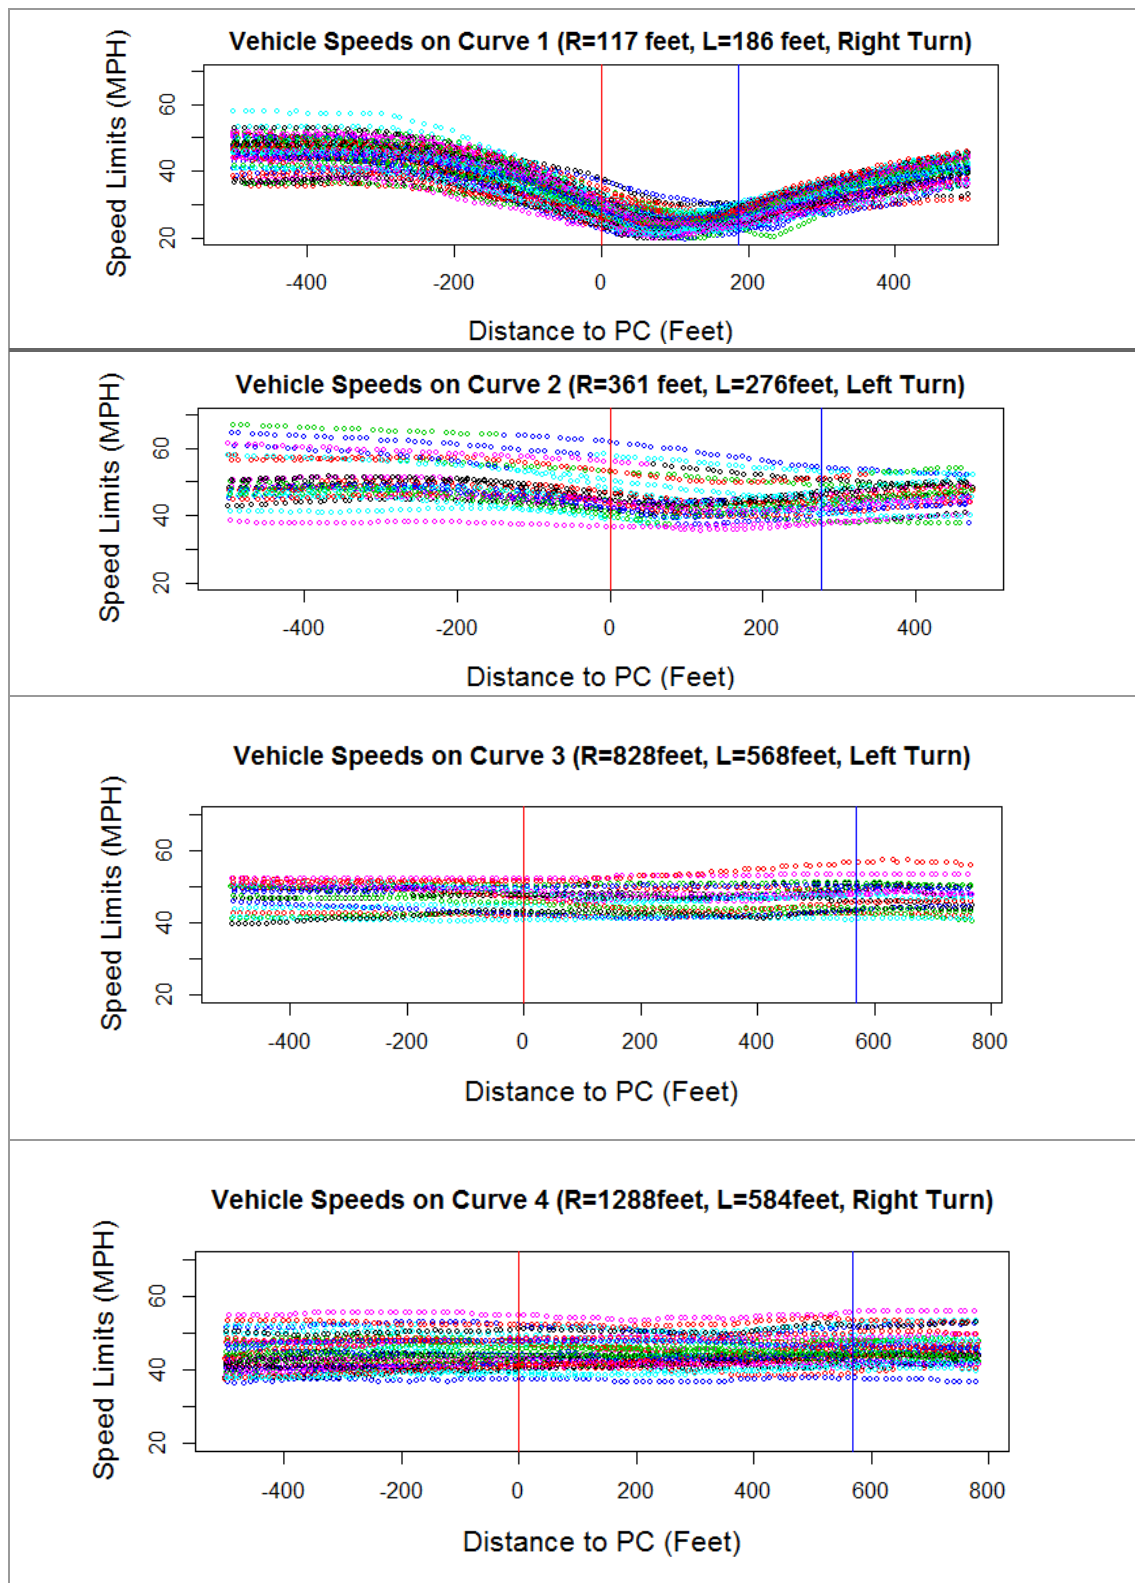 Vehicle Speeds on Curve 1 (R=117 feet, L=186 feet, Right Turn)
Speed Limits (MPH)
60
40
20
-400 -200 0 200 400
Distance to PC (Feet)
Vehicle Speeds on Curve 2 (R=361 feet, L=276feet, Left Turn)
Speed Limits (MPH)
60
40
20
-400 -200 0 200 400
Distance to PC (Feet)
Vehicle Speeds on Curve 3 (R=828feet, L=568feet, Left Turn)
Speed Limits (MPH)
60
40
20
-400 -200 0 200 400 600 800
Distance to PC (Feet)
Vehicle Speeds on Curve 4 (R=1288feet, L=584feet, Right Turn)
Speed Limits (MPH)
60
40
20
-400 -200 0 200 400 600 800
Distance to PC (Feet)